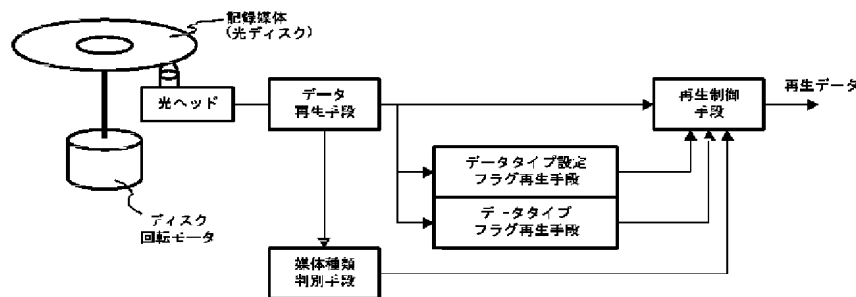 記録媒体
(光ディスク)
光ヘッド
データ
再生手段
再生制御
手段
再生データ
データタイプ設定
フラグ再生手段
データタイプ
フラグ再生手段
ディスク
回転モータ
媒体種類
判別手段